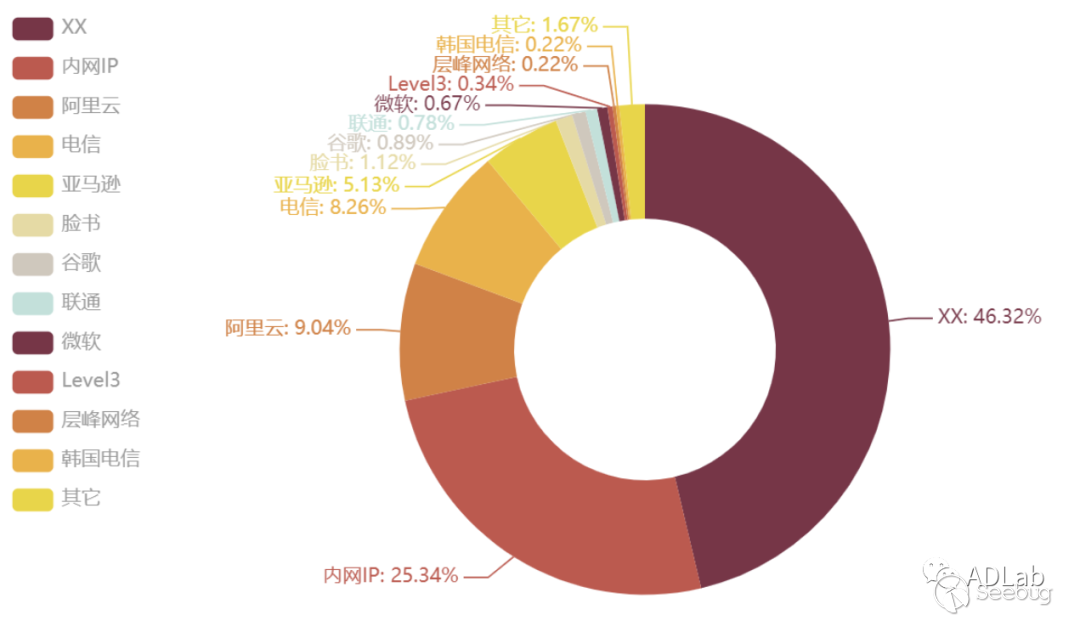 XX
内网IP
阿里云
电信
亚马逊
脸书
谷歌
联通
微软
Level3
层峰网络
韩国电信
其它
其它: 1.67%
韩国电信: 0.22%
层峰网络: 0.22%
Level3: 0.34%
微软: 0.67%
联通: 0.78%
谷歌: 0.89%
脸书: 1.12%
亚马逊: 5.13%
电信: 8.26%
XX: 46.32%
阿里云: 9.04%
内网IP: 25.34%
ADLab
Seebug